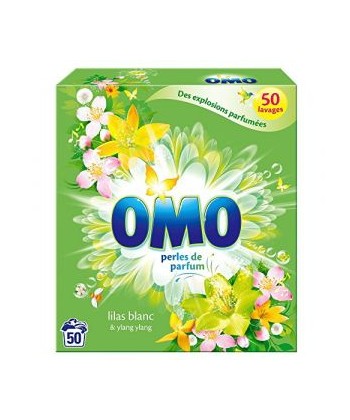 Des explosions parfumées
50
lavages
OMO
perles de
parfum
lilas blanc
& ylang ylang
50